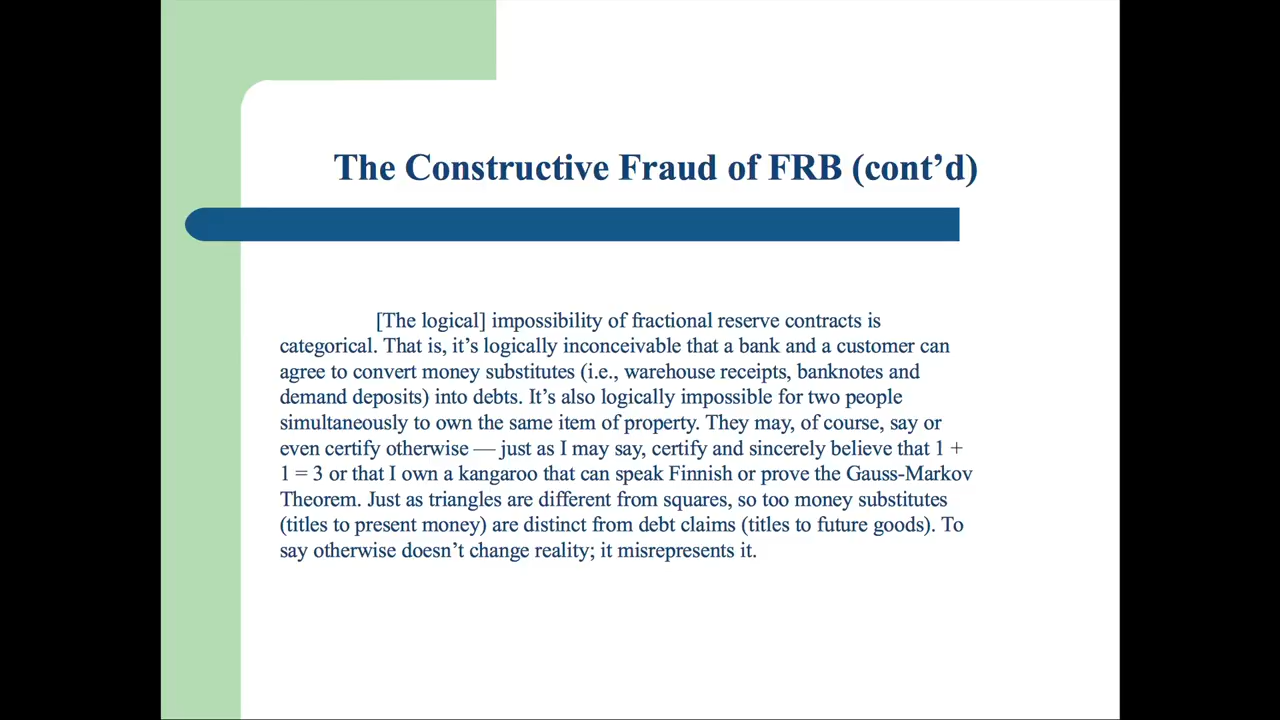 The Constructive Fraud of FRB (cont’d)
[The logical] impossibility of fractional reserve contracts is
categorical. That is, it’s logically inconceivable that a bank and a customer can
agree to convert money substitutes (i.e., warehouse receipts, banknotes and
demand deposits) into debts. It’s also logically impossible for two people
simultaneously to own the same item of property. They may, of course, say or
even certify otherwise — just as I may say, certify and sincerely believe that 1 +
1 = 3 or that I own a kangaroo that can speak Finnish or prove the Gauss-Markov
Theorem. Just as triangles are different from squares, so too money substitutes
(titles to present money) are distinct from debt claims (titles to future goods). To
say otherwise doesn’t change reality; it misrepresents it.